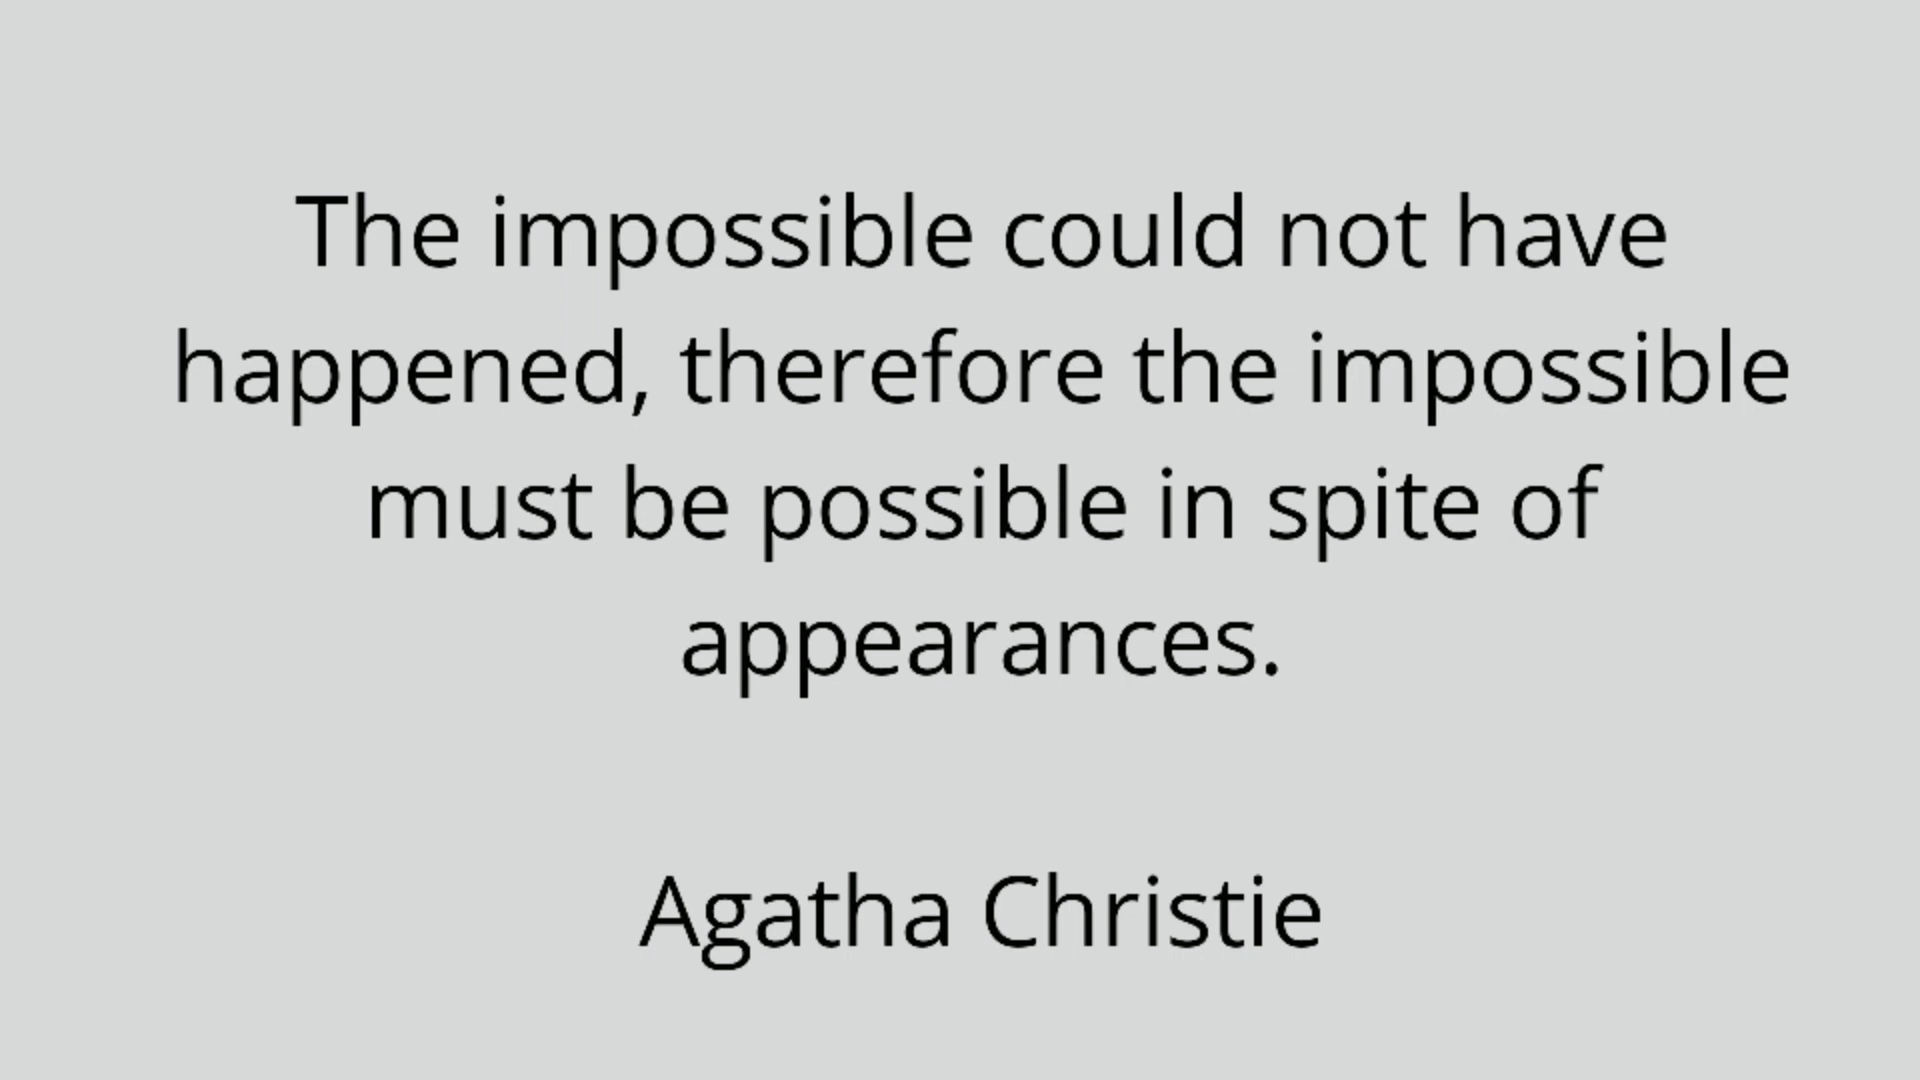 The impossible could not have
happened, therefore the impossible
must be possible in spite of
appearances.
Agatha Christie